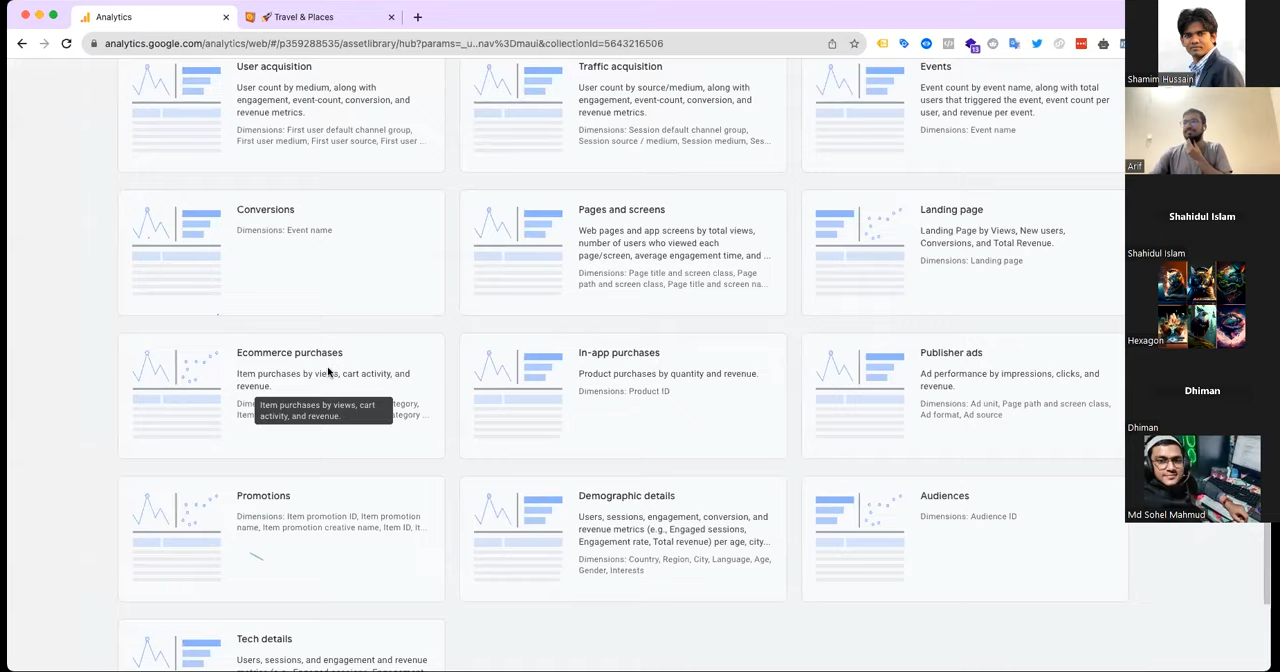 Analytics
🚀 Travel & Places
analytics.google.com/analytics/web/#/p359288535/assetlibrary/hub?params=_u..nav%3Dmaui&collectionId=5643216506
User acquisition
User count by medium, along with
engagement, event-count, conversion, and
revenue metrics.
Dimensions: First user default channel group,
First user medium, First user source, First user ...
Traffic acquisition
User count by source/medium, along with
engagement, event-count, conversion, and
revenue metrics.
Dimensions: Session default channel group,
Session source / medium, Session medium, Ses...
Events
Event count by event name, along with total
users that triggered the event, event count per
user, and revenue per event.
Dimensions: Event name
Conversions
Dimensions: Event name
Pages and screens
Web pages and app screens by total views,
number of users who viewed each
page/screen, average engagement time, and ...
Dimensions: Page title and screen class, Page
path and screen class, Page title and screen na...
Landing page
Landing Page by Views, New users,
Conversions, and Total Revenue.
Dimensions: Landing page
Ecommerce purchases
Item purchases by views, cart activity, and
revenue.
Item purchases by views, cart
activity, and revenue.
In-app purchases
Product purchases by quantity and revenue.
Dimensions: Product ID
Publisher ads
Ad performance by impressions, clicks, and
revenue.
Dimensions: Ad unit, Page path and screen class,
Ad format, Ad source
Promotions
Dimensions: Item promotion ID, Item promotion
name, Item promotion creative name, Item ID, It...
Demographic details
Users, sessions, engagement, conversion, and
revenue metrics (e.g., Engaged sessions,
Engagement rate, Total revenue) per age, city...
Dimensions: Country, Region, City, Language, Age,
Gender, Interests
Audiences
Dimensions: Audience ID
Tech details
Users, sessions, and engagement and revenue
Shamim Hussain
Arif
Shahidul Islam
Shahidul Islam
Hexagon
Dhiman
Dhiman
Md Sohel Mahmud